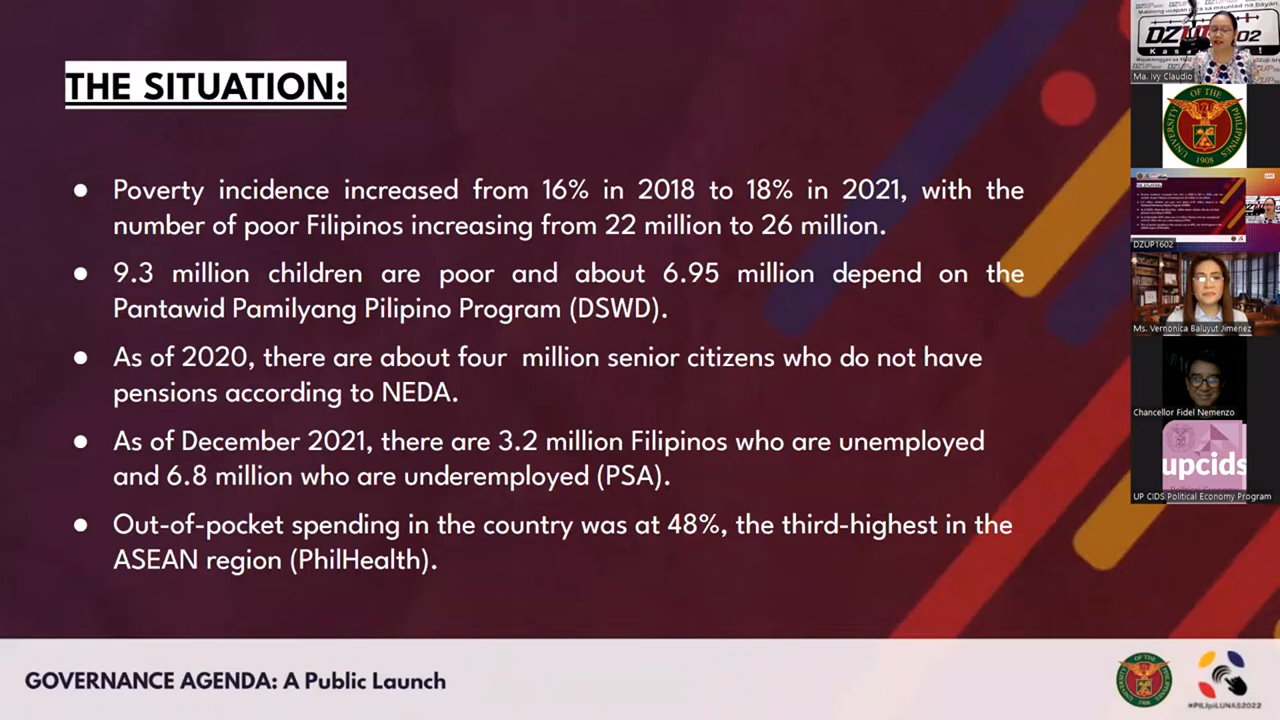 THE SITUATION:
● Poverty incidence increased from 16% in 2018 to 18% in 2021, with the
number of poor Filipinos increasing from 22 million to 26 million.
● 9.3 million children are poor and about 6.95 million depend on the
Pantawid Pamilyang Pilipino Program (DSWD).
● As of 2020, there are about four million senior citizens who do not have
pensions according to NEDA.
● As of December 2021, there are 3.2 million Filipinos who are unemployed
and 6.8 million who are underemployed (PSA).
● Out-of-pocket spending in the country was at 48%, the third-highest in the
ASEAN region (PhilHealth).
GOVERNANCE AGENDA: A Public Launch
#PILIpiLUNAS2022
Ma. Ivy Claudio
UNIVERSITY OF THE PHILIPPINES
1908
DZUP1602
Ms. Vernonica Baluyut Jimenez
Chancellor Fidel Nemenzo
upcids
UP CIDS Political Economy Program